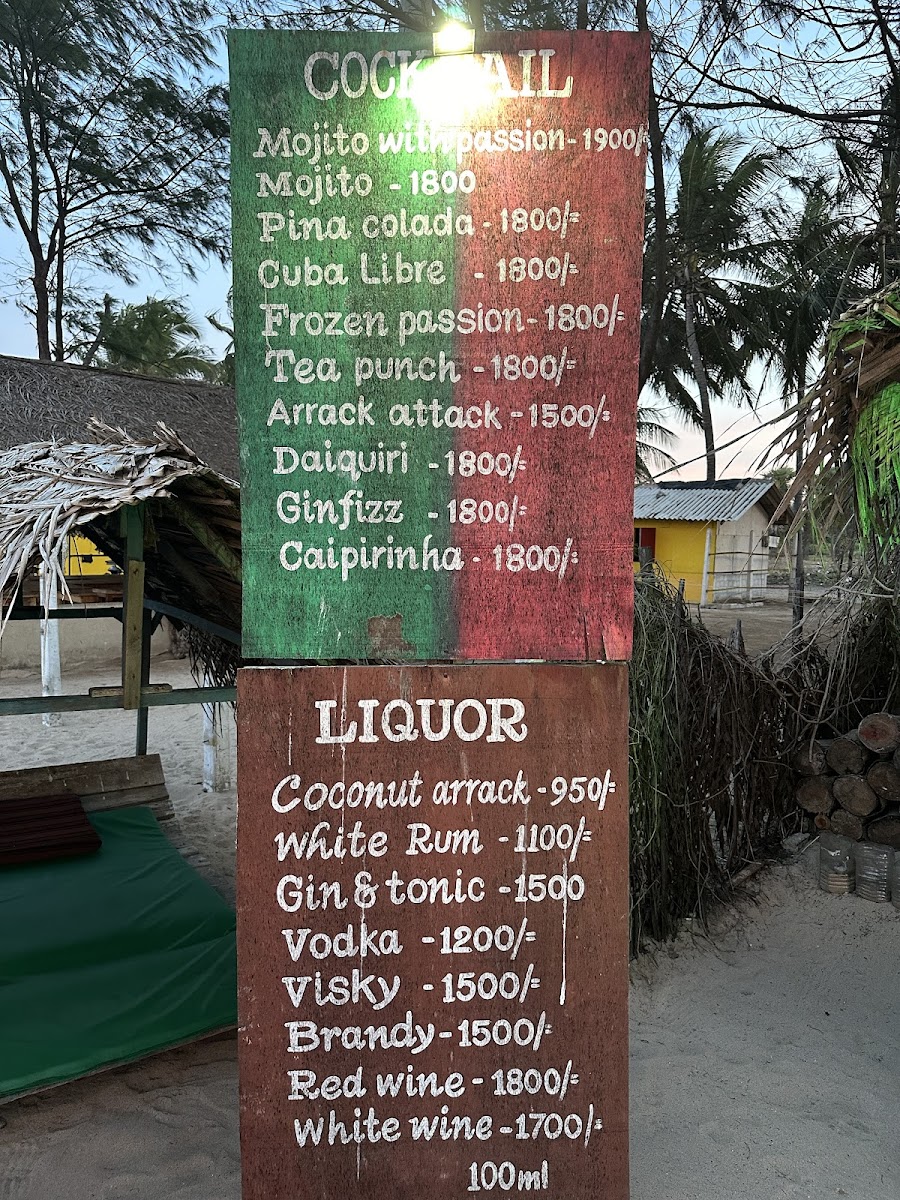 COCKTAIL
Mojito with passion - 1900/-
Mojito - 1800
Pina colada - 1800/=
Cuba Libre - 1800/=
Frozen passion - 1800/=
Tea punch - 1800/=
Arrack attack - 1500/=
Daiquiri - 1800/=
Ginfizz - 1800/=
Caipirinha - 1800/=
LIQUOR
Coconut arrack - 950/-
White Rum - 1100/=
Gin & tonic - 1500
Vodka - 1200/=
Visky - 1500/=
Brandy - 1500/=
Red wine - 1800/=
White wine - 1700/=
100ml